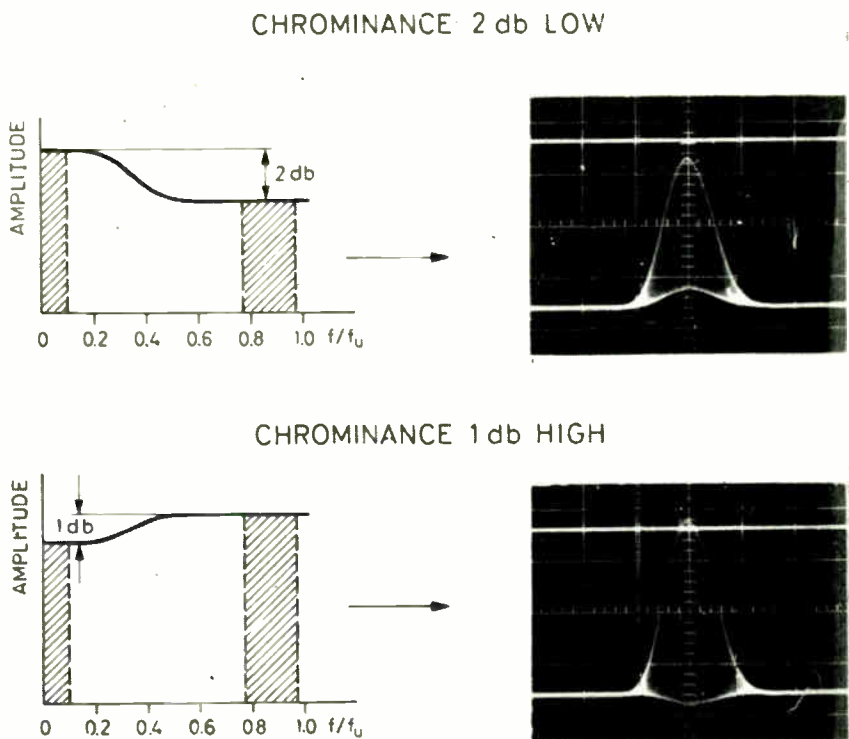 CHROMINANCE 2 db LOW
AMPLITUDE
2 db
0 0.2 0.4 0.6 0.8 1.0 f/fu
CHROMINANCE 1 db HIGH
AMPLITUDE
1 db
0 0.2 0.4 0.6 0.8 1.0 f/fu